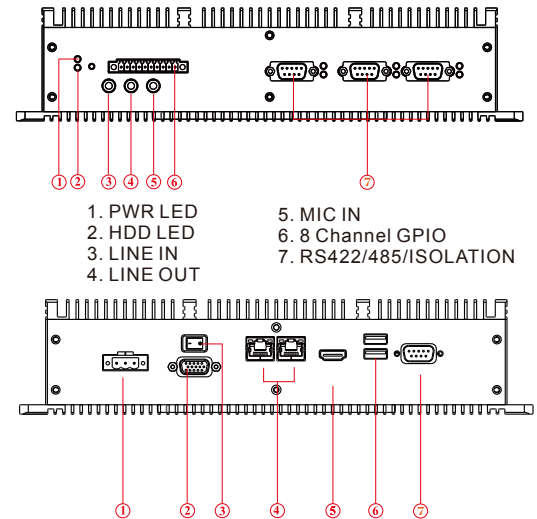 ① ② ③ ④ ⑤ ⑥ ⑦
1. PWR LED
2. HDD LED
3. LINE IN
4. LINE OUT
5. MIC IN
6. 8 Channel GPIO
7. RS422/485/ISOLATION
① ② ③ ④ ⑤ ⑥ ⑦